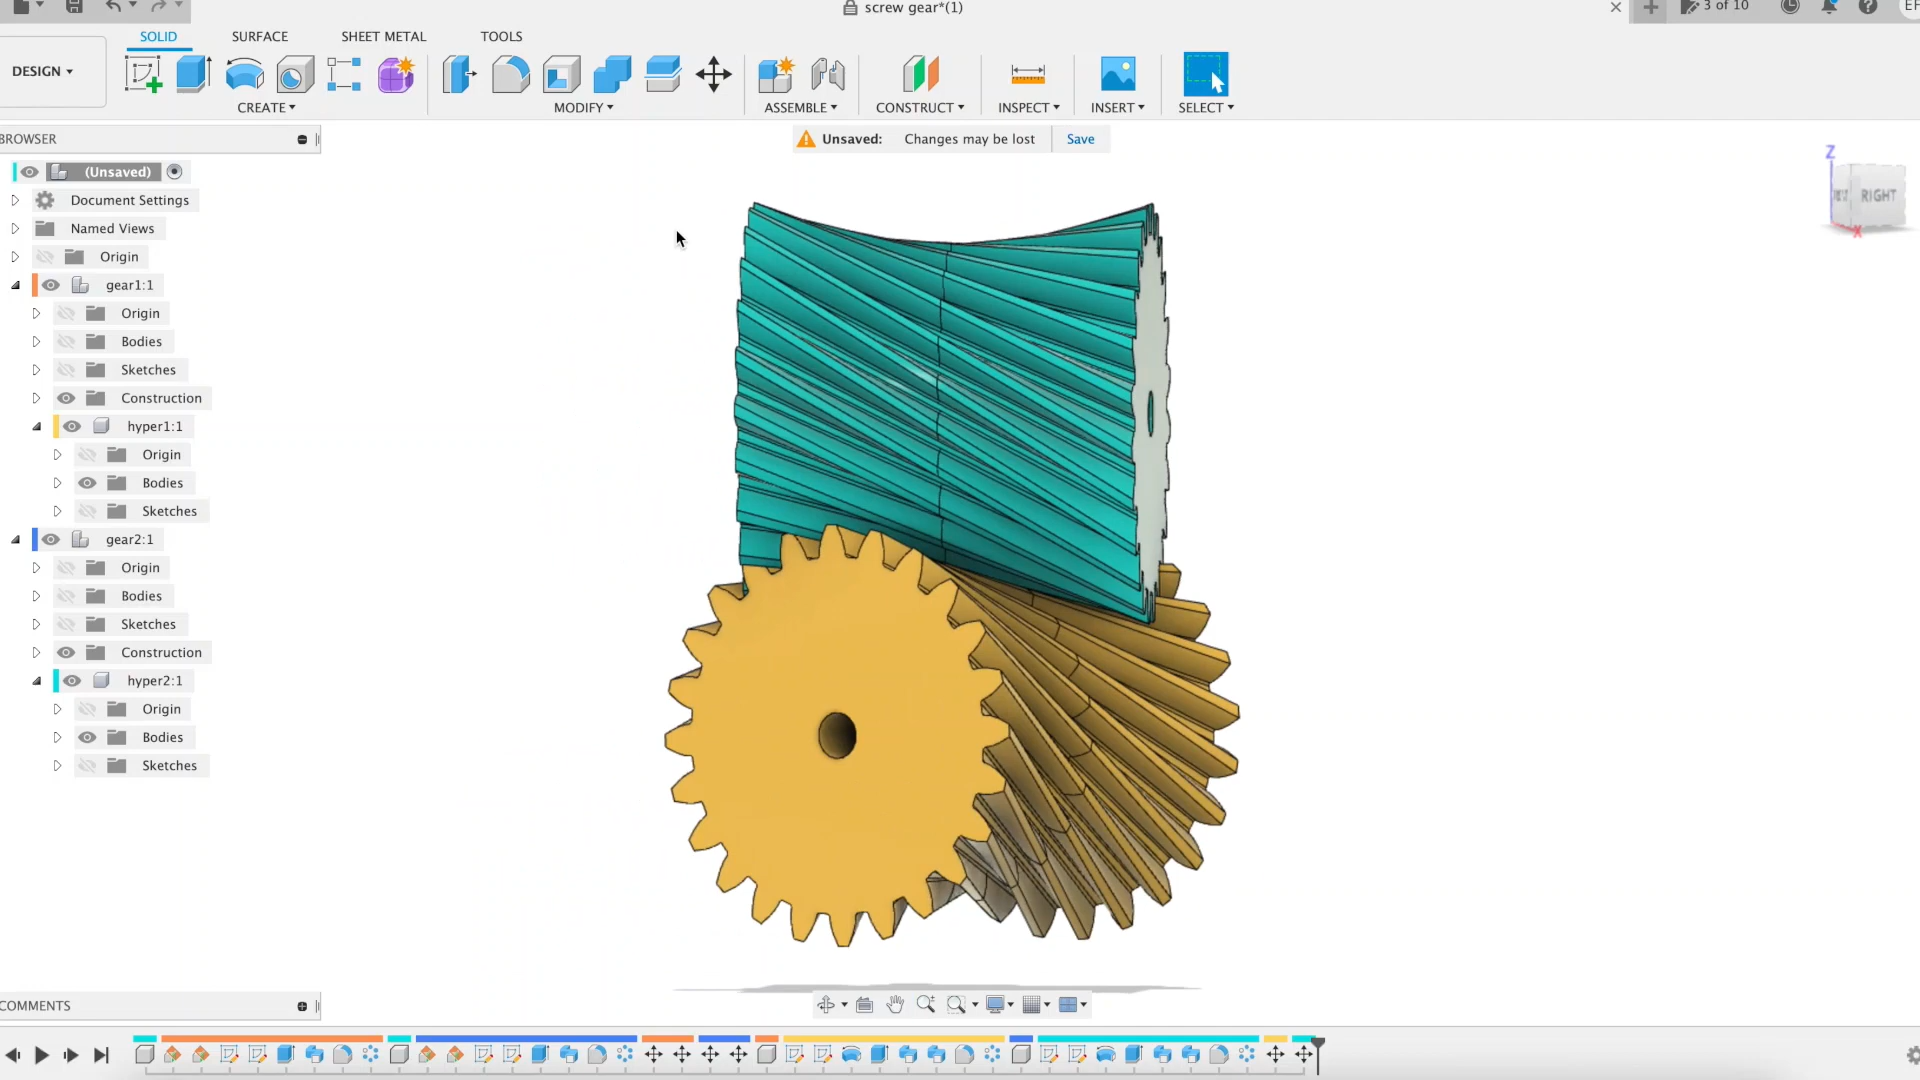 screw gear*(1)
3 of 10
SOLID
SURFACE
SHEET METAL
TOOLS
DESIGN
CREATE
MODIFY
ASSEMBLE
CONSTRUCT
INSPECT
INSERT
SELECT
BROWSER
Unsaved: Changes may be lost
Save
Z
RIGHT
X
(Unsaved)
Document Settings
Named Views
Origin
gear1:1
Origin
Bodies
Sketches
Construction
hyper1:1
Origin
Bodies
Sketches
gear2:1
Origin
Bodies
Sketches
Construction
hyper2:1
Origin
Bodies
Sketches
COMMENTS